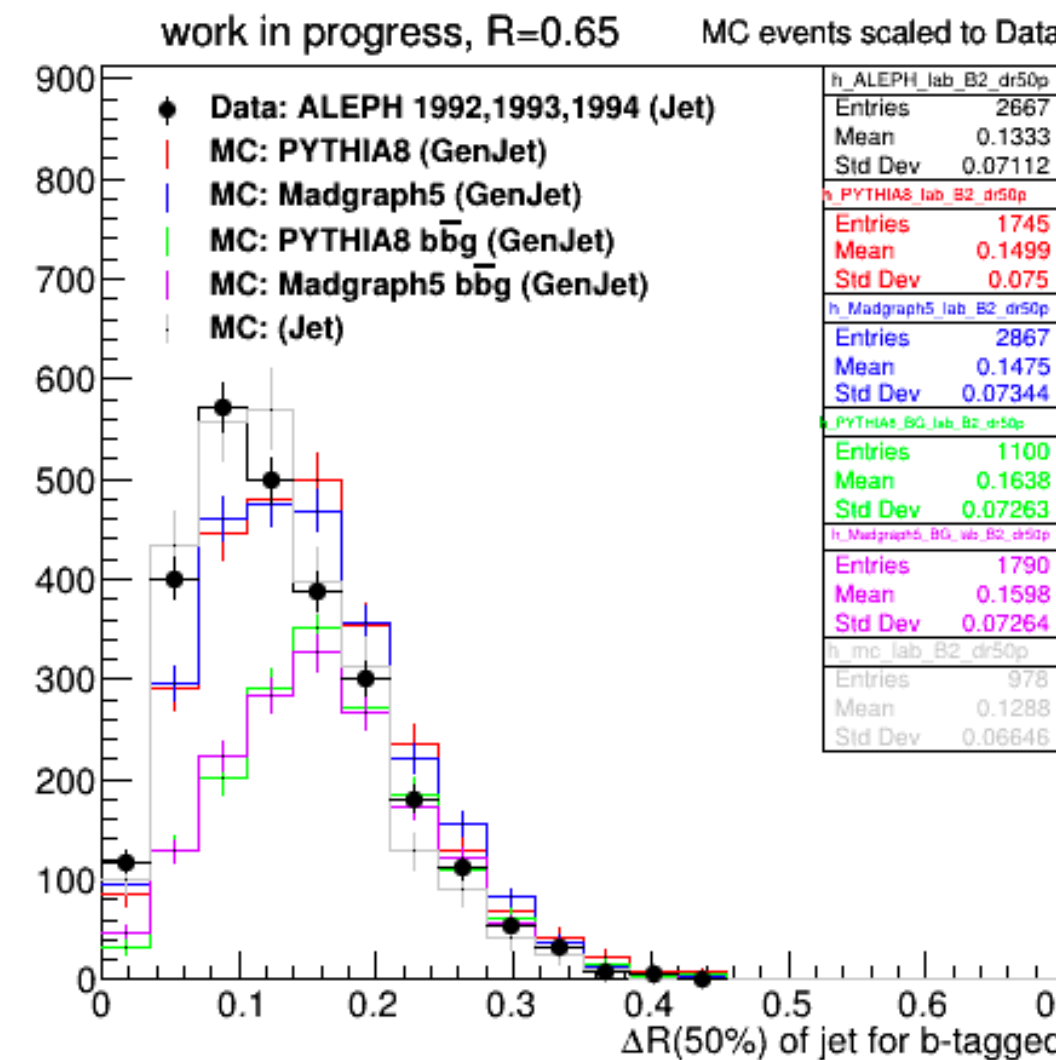 work in progress, R=0.65
MC events scaled to Data
900
800
700
600
500
400
300
200
100
0
Data: ALEPH 1992,1993,1994 (Jet)
MC: PYTHIA8 (GenJet)
MC: Madgraph5 (GenJet)
MC: PYTHIA8 bb̅g (GenJet)
MC: Madgraph5 bb̅g (GenJet)
MC: (Jet)
h_ALEPH_lab_B2_dr50p
Entries 2667
Mean 0.1333
Std Dev 0.07112
h_PYTHIA8_lab_B2_dr50p
Entries 1745
Mean 0.1499
Std Dev 0.075
h_Madgraph5_lab_B2_dr50p
Entries 2867
Mean 0.1475
Std Dev 0.07344
h_PYTHIA8_BG_lab_B2_dr50p
Entries 1100
Mean 0.1638
Std Dev 0.07263
h_Madgraph5_BG_lab_B2_dr50p
Entries 1790
Mean 0.1598
Std Dev 0.07264
h_mc_lab_B2_dr50p
Entries 978
Mean 0.1288
Std Dev 0.06646
0 0.1 0.2 0.3 0.4 0.5 0.6 0
ΔR(50%) of jet for b-tagged